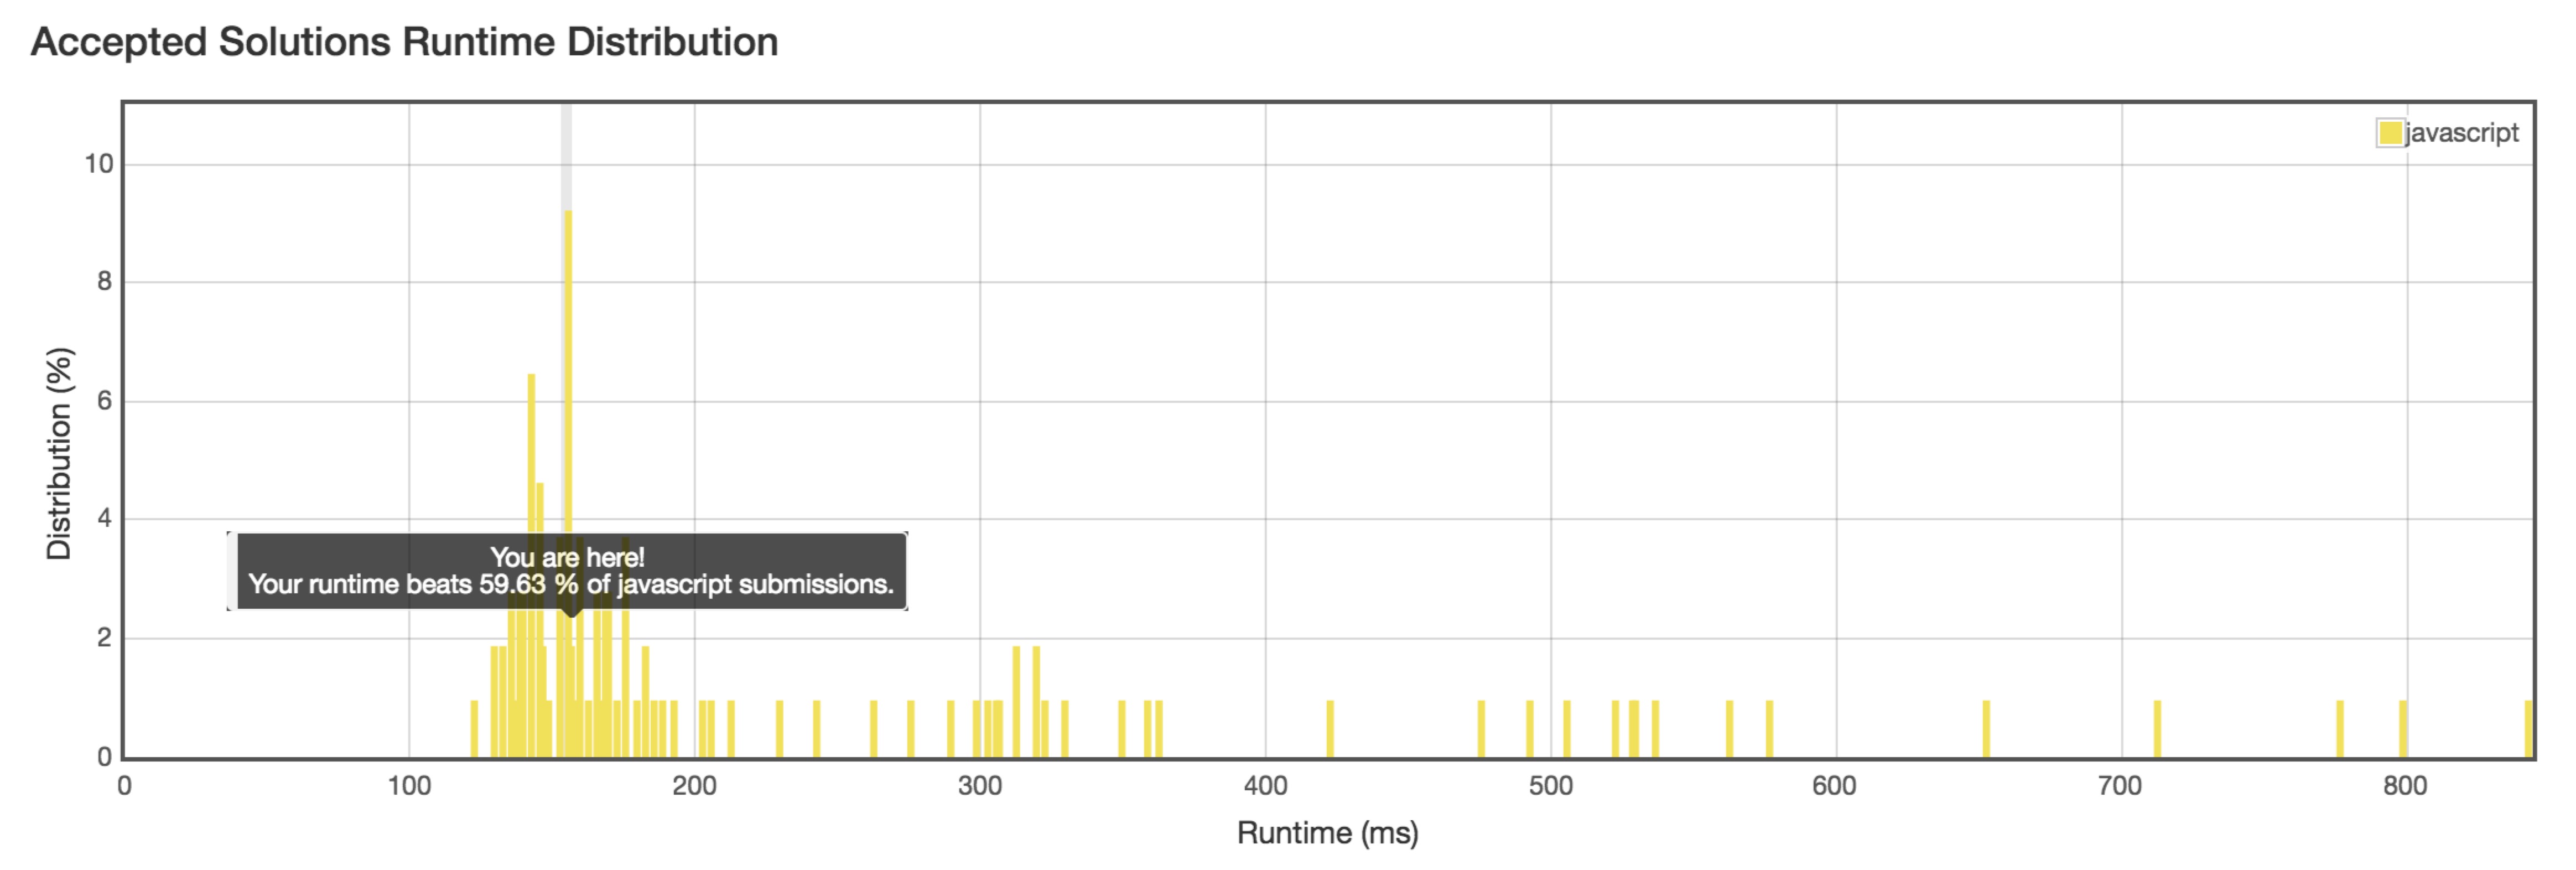 Accepted Solutions Runtime Distribution
javascript
10
8
6
4
2
0
Distribution (%)
You are here!
Your runtime beats 59.63 % of javascript submissions.
0 100 200 300 400 500 600 700 800
Runtime (ms)